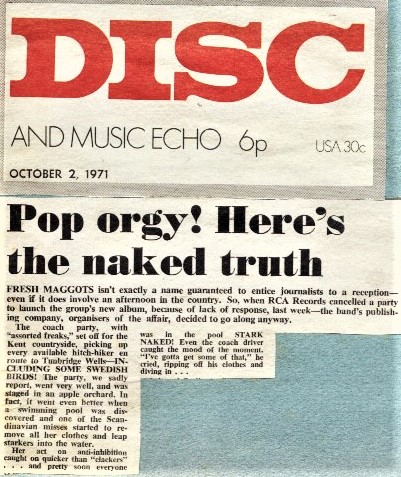 DISC
AND MUSIC ECHO 6p
USA 30c
OCTOBER 2, 1971
Pop orgy! Here's
the naked truth
FRESH MAGGOTS isn't exactly a name guaranteed to entice journalists to a reception—
even if it does involve an afternoon in the country. So, when RCA Records cancelled a party
to launch the group's new album, because of lack of response, last week—the band's publish-
ing company, organisers of the affair, decided to go along anyway.
The coach party, with
"assorted freaks," set off for the
Kent countryside, picking up
every available hitch-hiker en
route to Tunbridge Wells—IN-
CLUDING SOME SWEDISH
BIRDS! The party, we sadly
report, went very well, and was
staged in an apple orchard. In
fact, it went even better when
a swimming pool was dis-
covered and one of the Scan-
dinavian misses started to re-
move all her clothes and leap
starkers into the water.
Her act on anti-inhibition
caught on quicker than "clackers"
. . . and pretty soon everyone
was in the pool STARK
NAKED! Even the coach driver
caught the mood of the moment.
"I've gotta get some of that," he
cried, ripping off his clothes and
diving in . . .